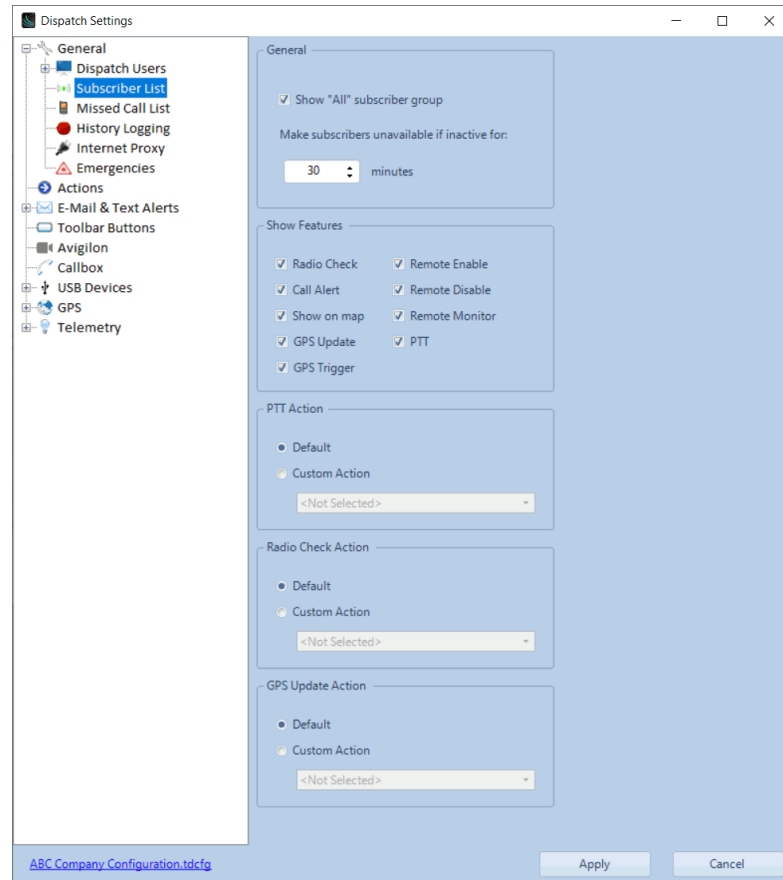 Dispatch Settings
General
Dispatch Users
Subscriber List
Missed Call List
History Logging
Internet Proxy
Emergencies
Actions
E-Mail & Text Alerts
Toolbar Buttons
Avigilon
Callbox
USB Devices
GPS
Telemetry
General
Show "All" subscriber group
Make subscribers unavailable if inactive for:
30 minutes
Show Features
Radio Check Remote Enable
Call Alert Remote Disable
Show on map Remote Monitor
GPS Update PTT
GPS Trigger
PTT Action
Default
Custom Action
<Not Selected>
Radio Check Action
Default
Custom Action
<Not Selected>
GPS Update Action
Default
Custom Action
<Not Selected>
ABC Company Configuration.tdcfg Apply Cancel